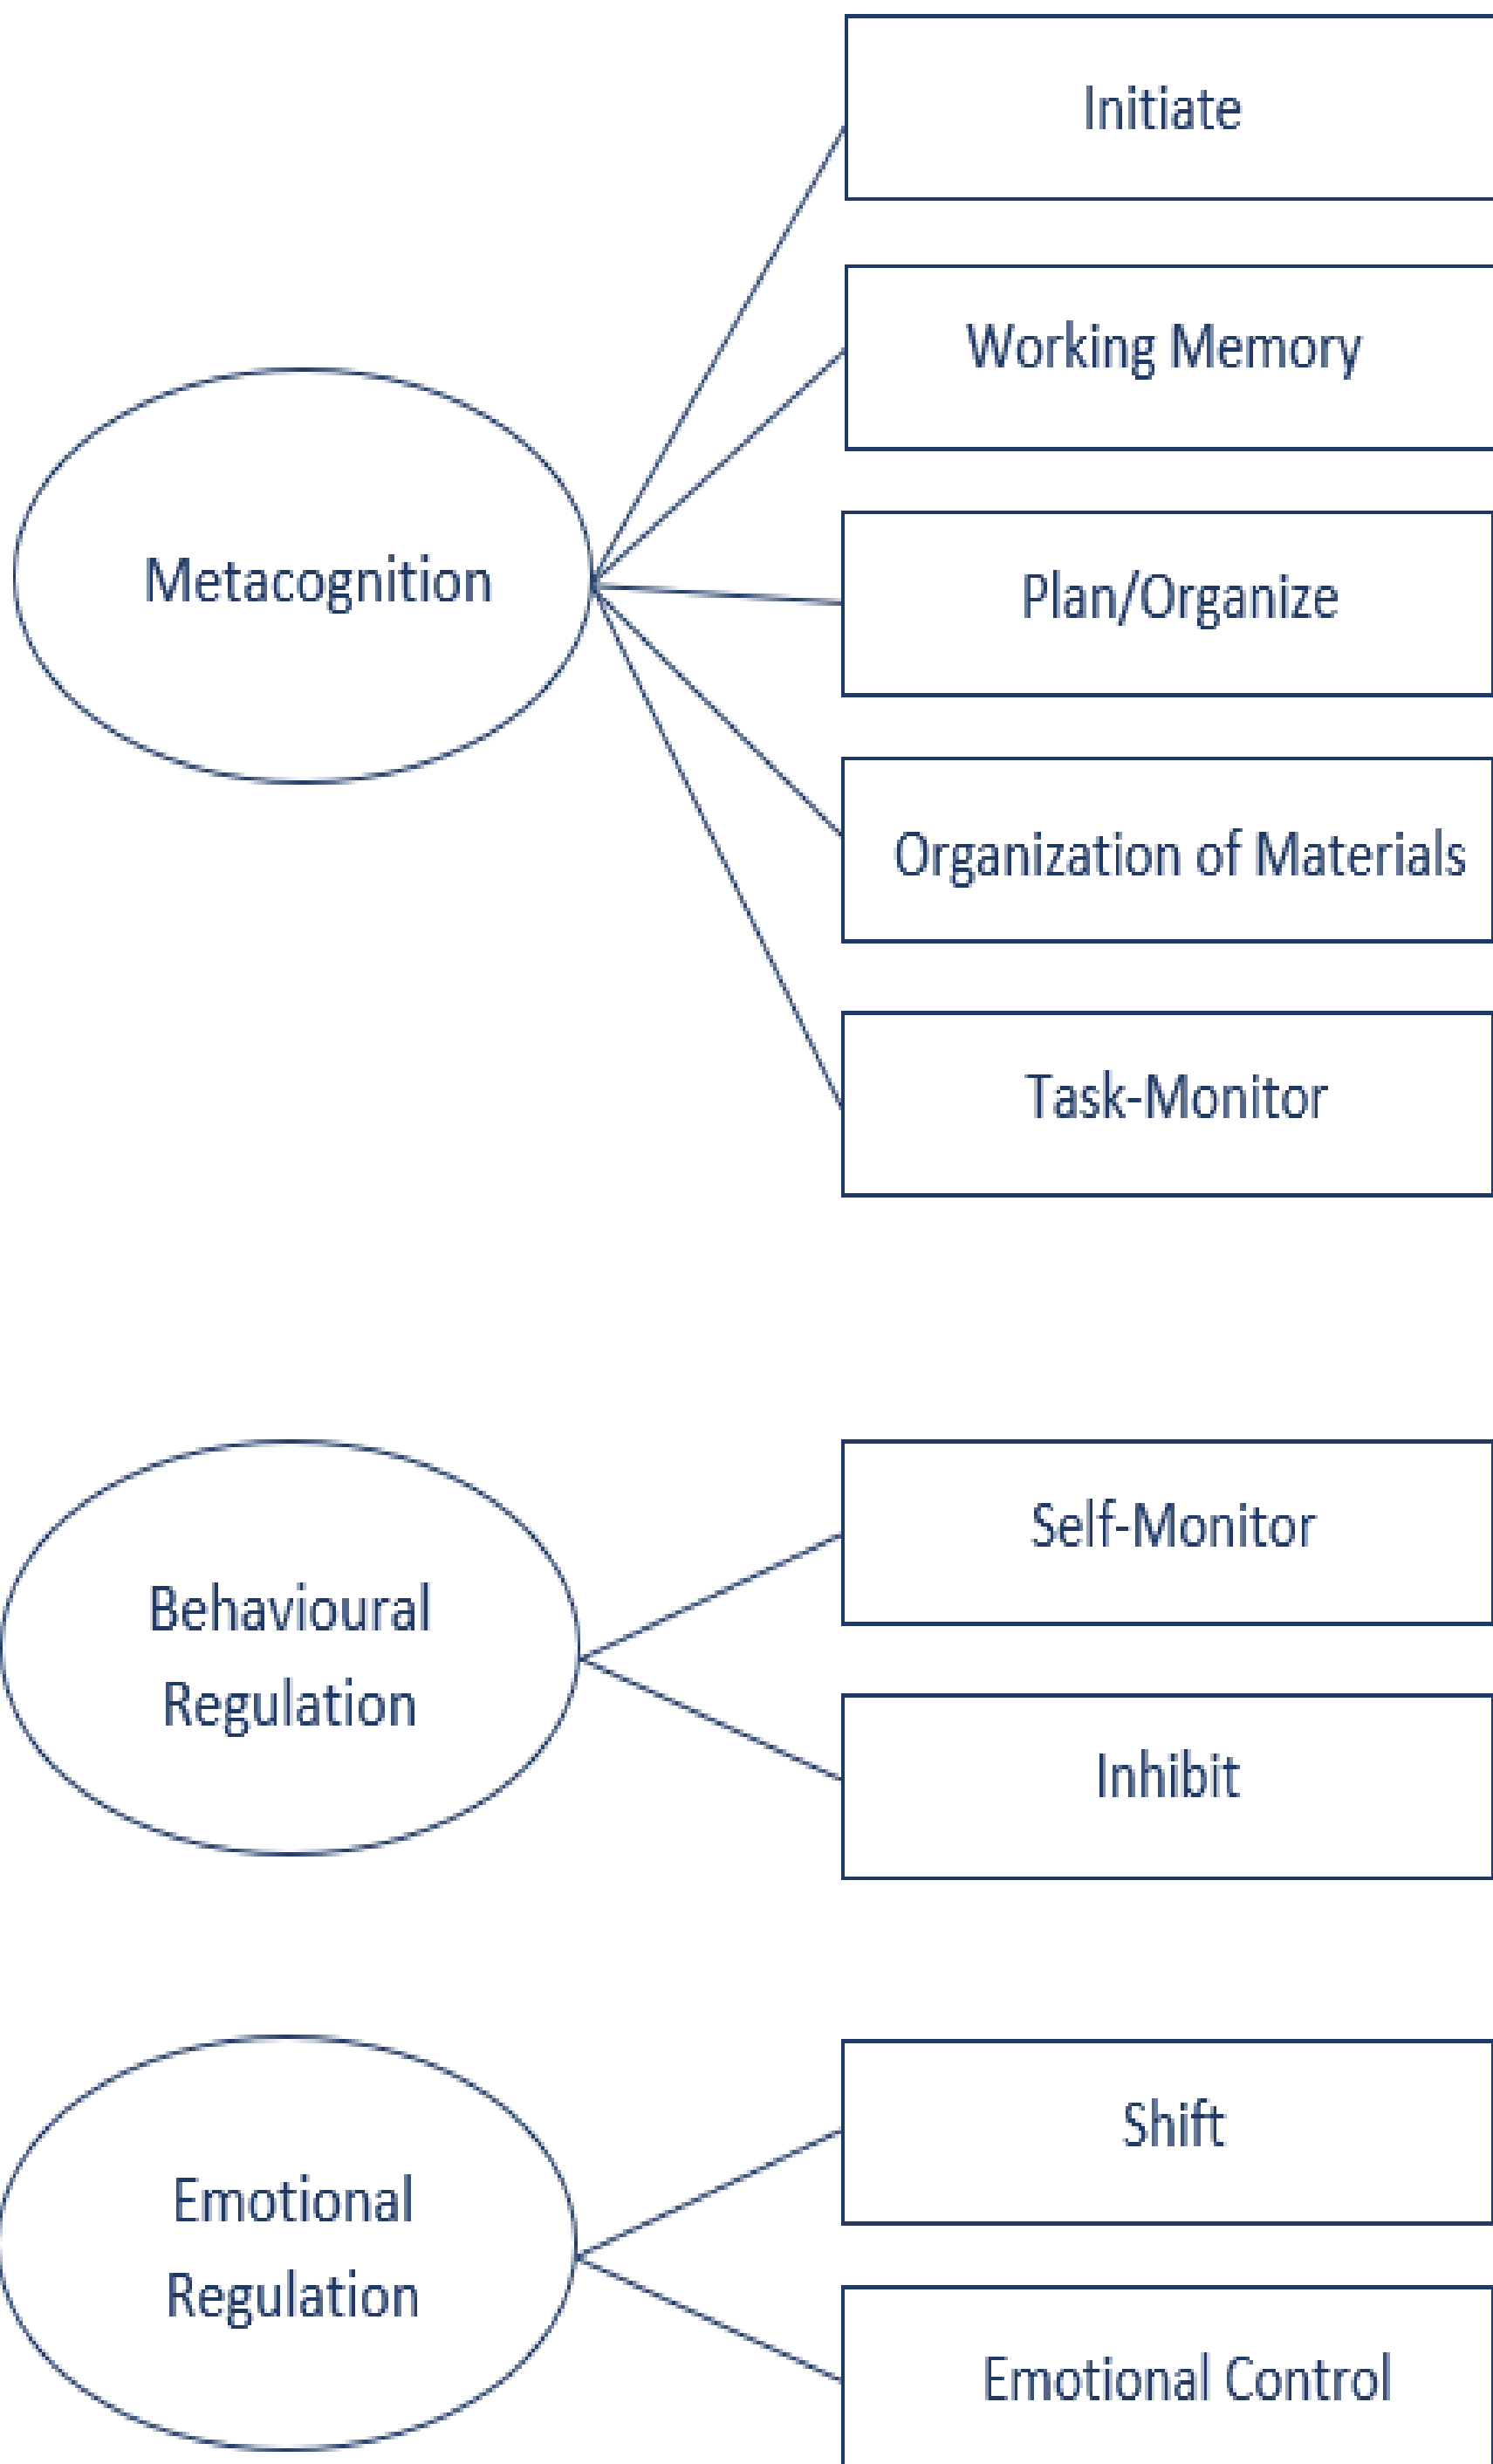 Initiate
Working Memory
Metacognition
Plan/Organize
Organization of Materials
Task-Monitor
Behavioural
Regulation
Self-Monitor
Inhibit
Emotional
Regulation
Shift
Emotional Control